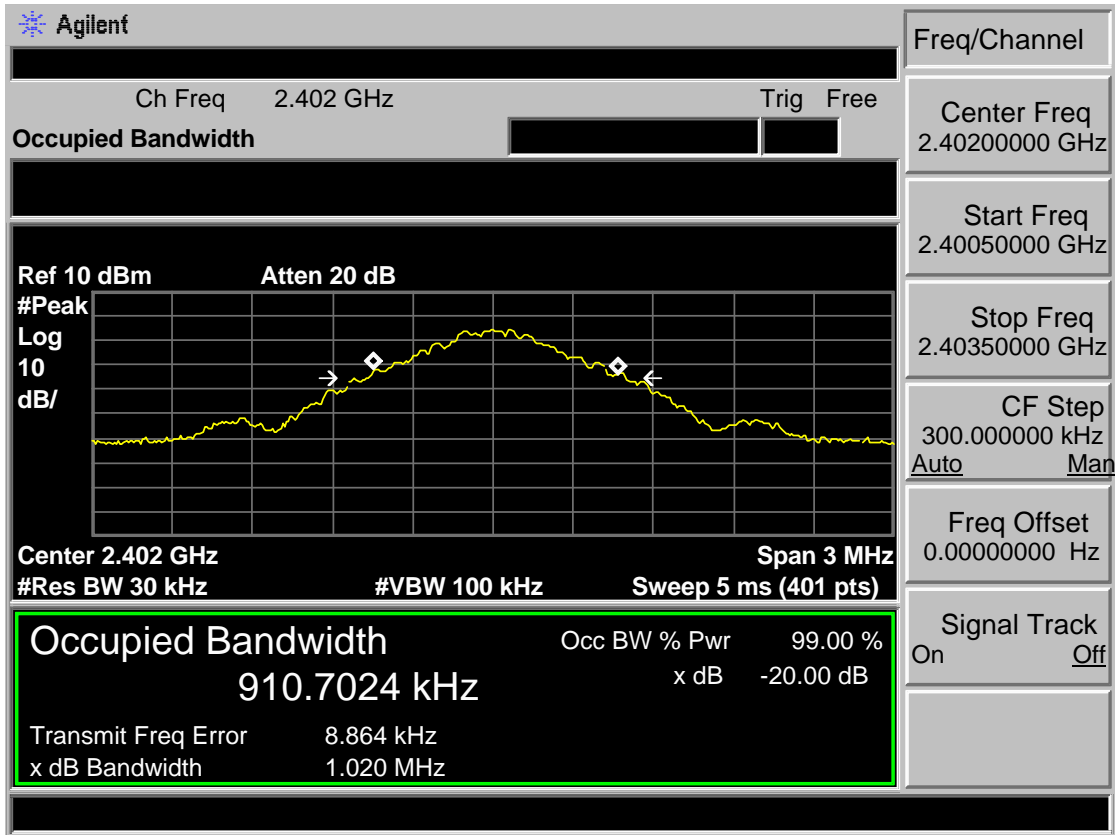 Agilent
Freq/Channel
Ch Freq 2.402 GHz Trig Free
Occupied Bandwidth
Center Freq
2.40200000 GHz
Start Freq
2.40050000 GHz
Ref 10 dBm Atten 20 dB
#Peak
Log
10
dB/
Stop Freq
2.40350000 GHz
CF Step
300.000000 kHz
Auto Man
Freq Offset
0.00000000 Hz
Center 2.402 GHz Span 3 MHz
#Res BW 30 kHz #VBW 100 kHz Sweep 5 ms (401 pts)
Signal Track
On Off
Occupied Bandwidth
910.7024 kHz
Occ BW % Pwr 99.00 %
x dB -20.00 dB
Transmit Freq Error 8.864 kHz
x dB Bandwidth 1.020 MHz